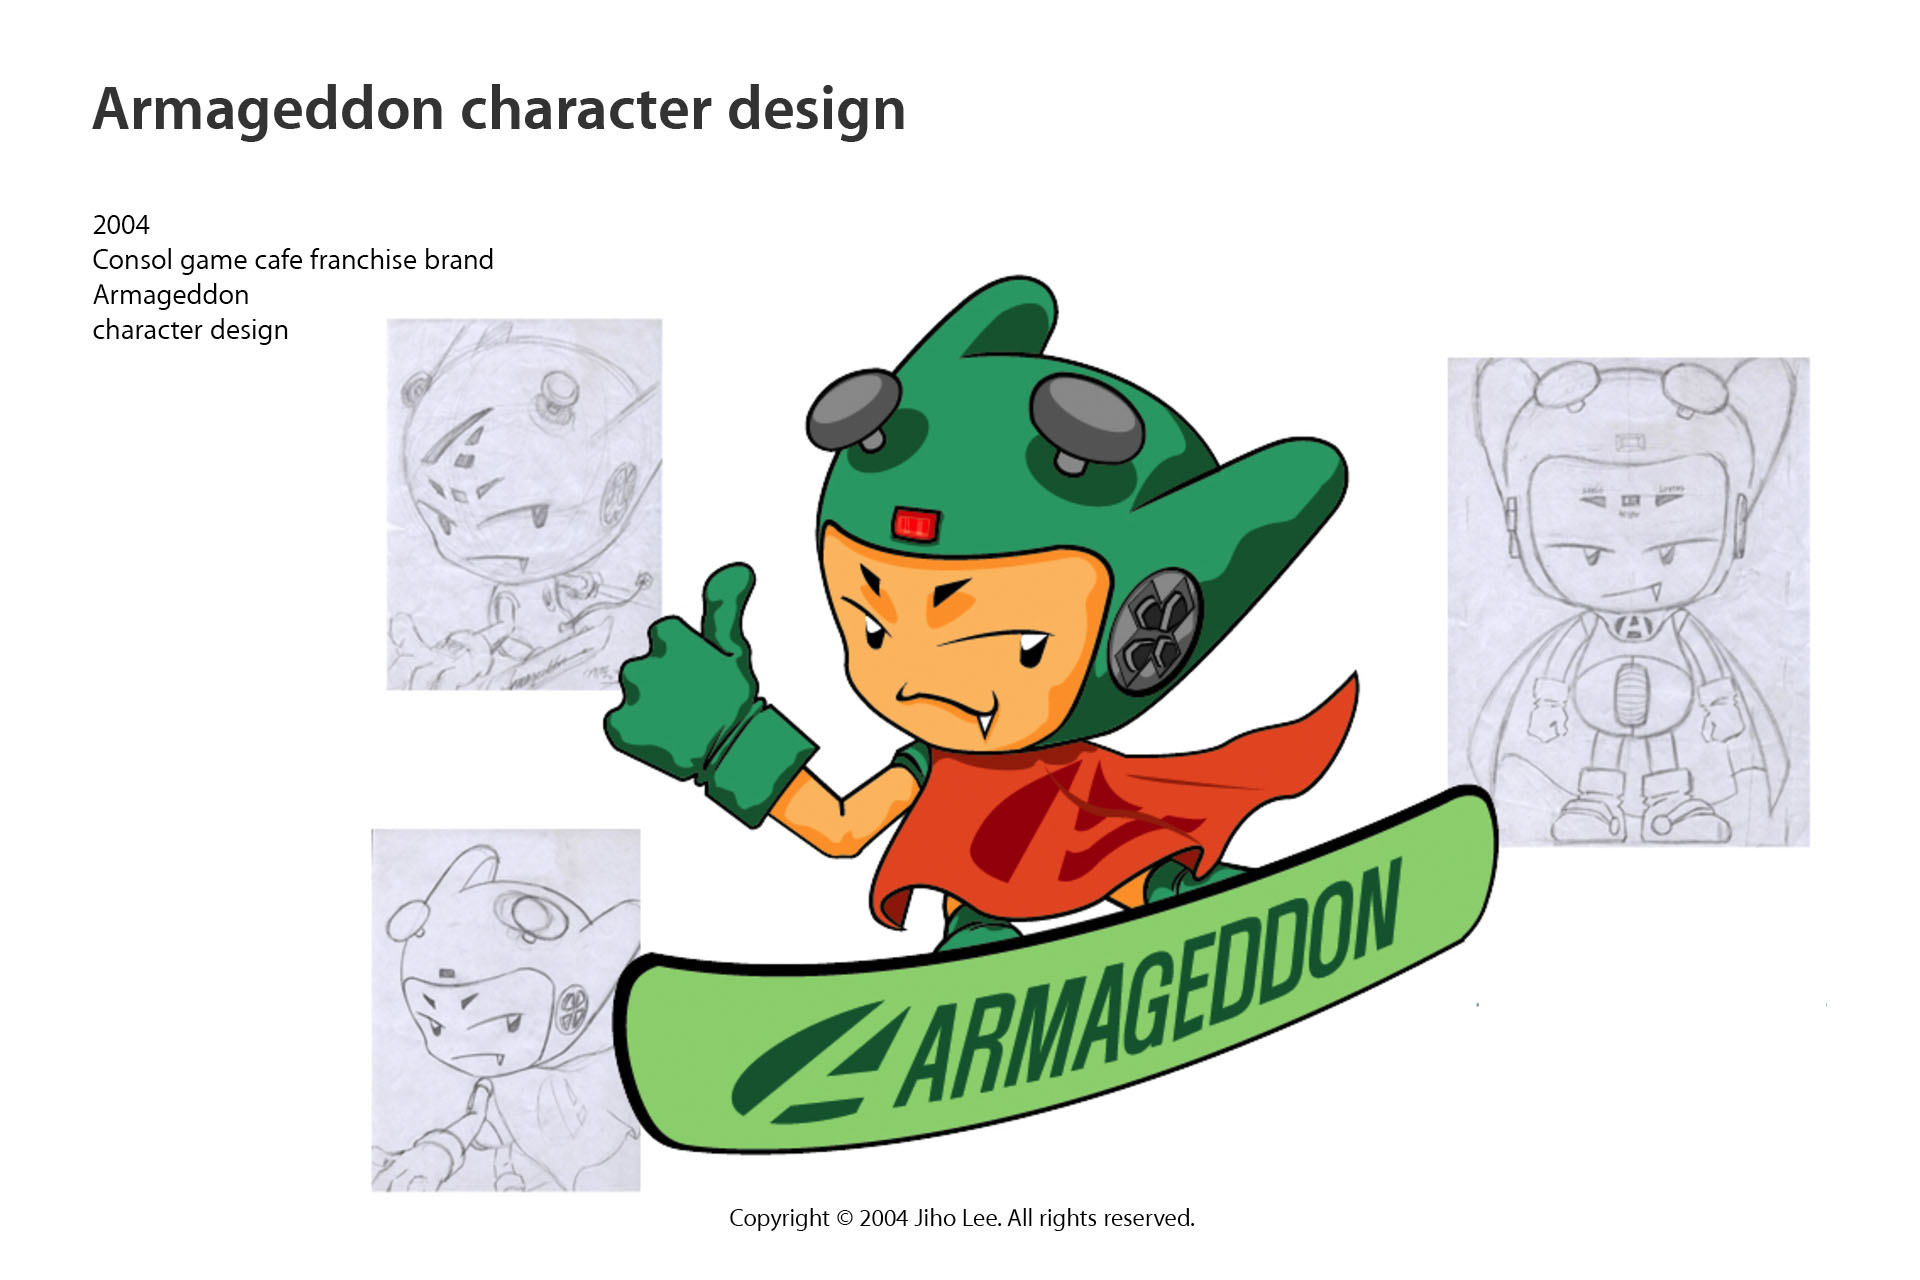 Armageddon character design
2004
Consol game cafe franchise brand
Armageddon
character design
ARMAGEDDON
Copyright © 2004 Jiho Lee. All rights reserved.